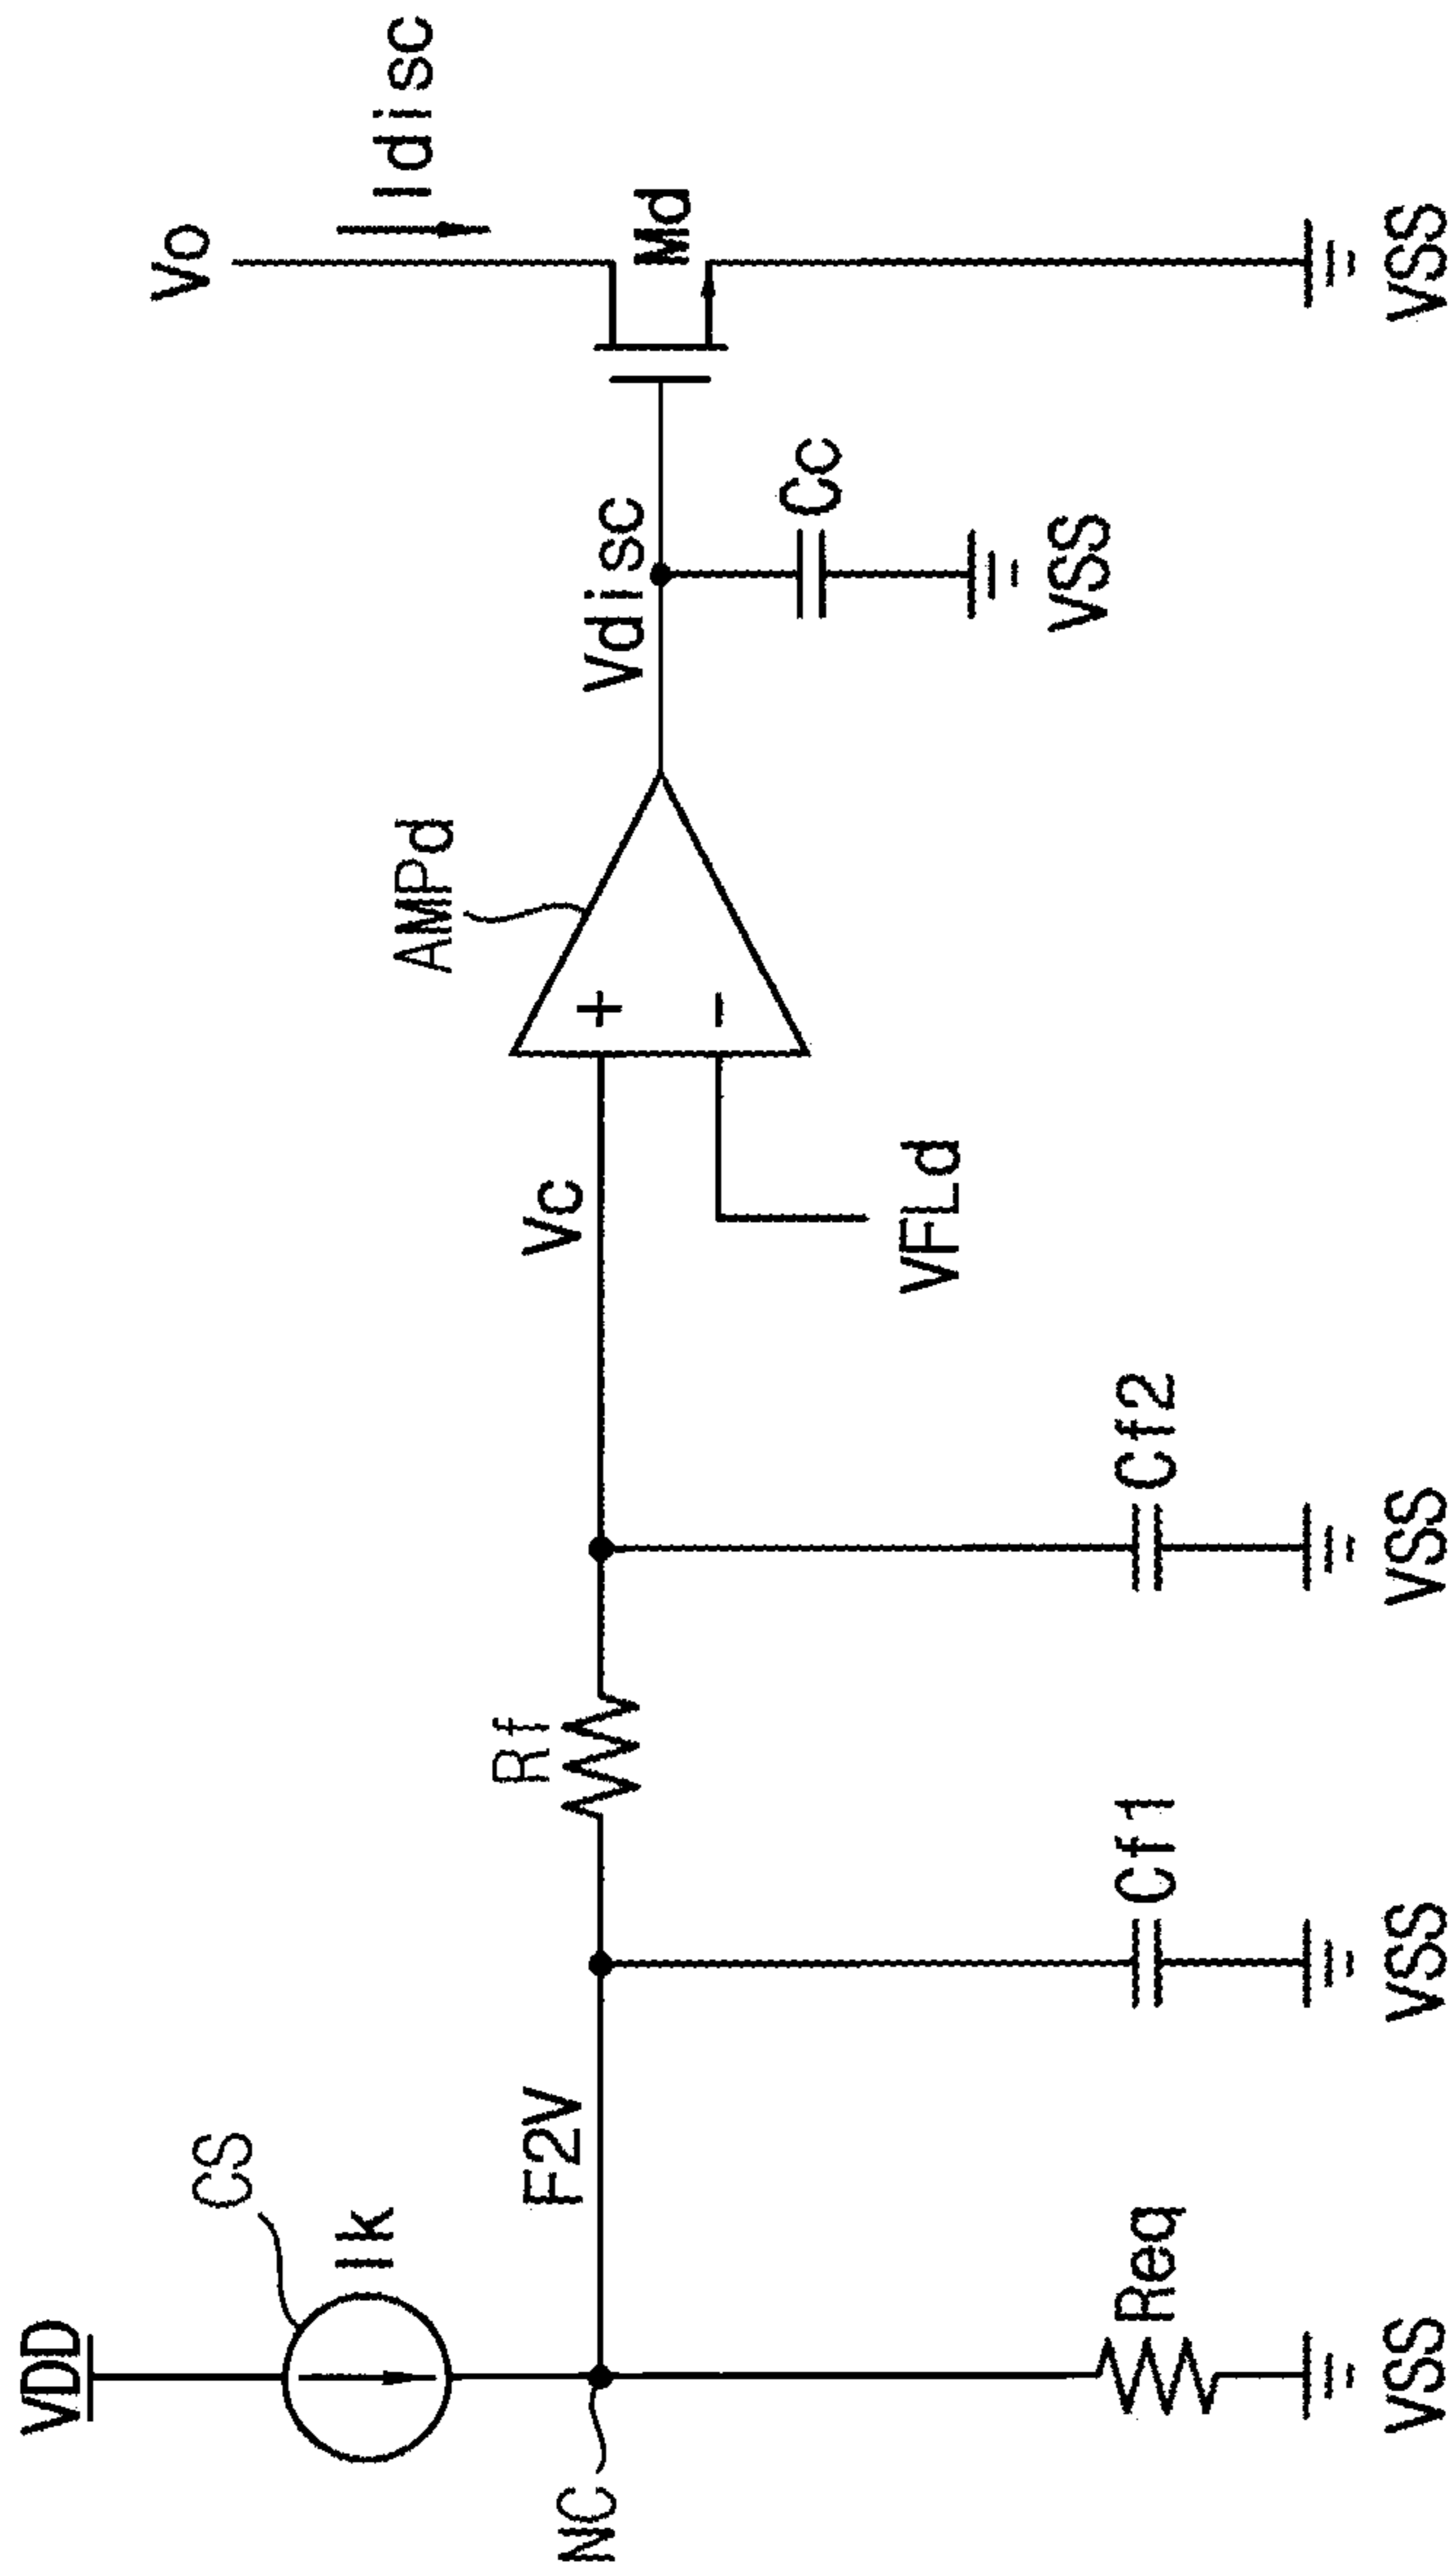 VDD
CS
Ik
NC
F2V
Rf
Vc
AMPd
+
-
VFLd
Vdisc
Vo
Idisc
Md
Cc
VSS
Req
Cf1
Cf2
VSS
VSS
VSS
VSS